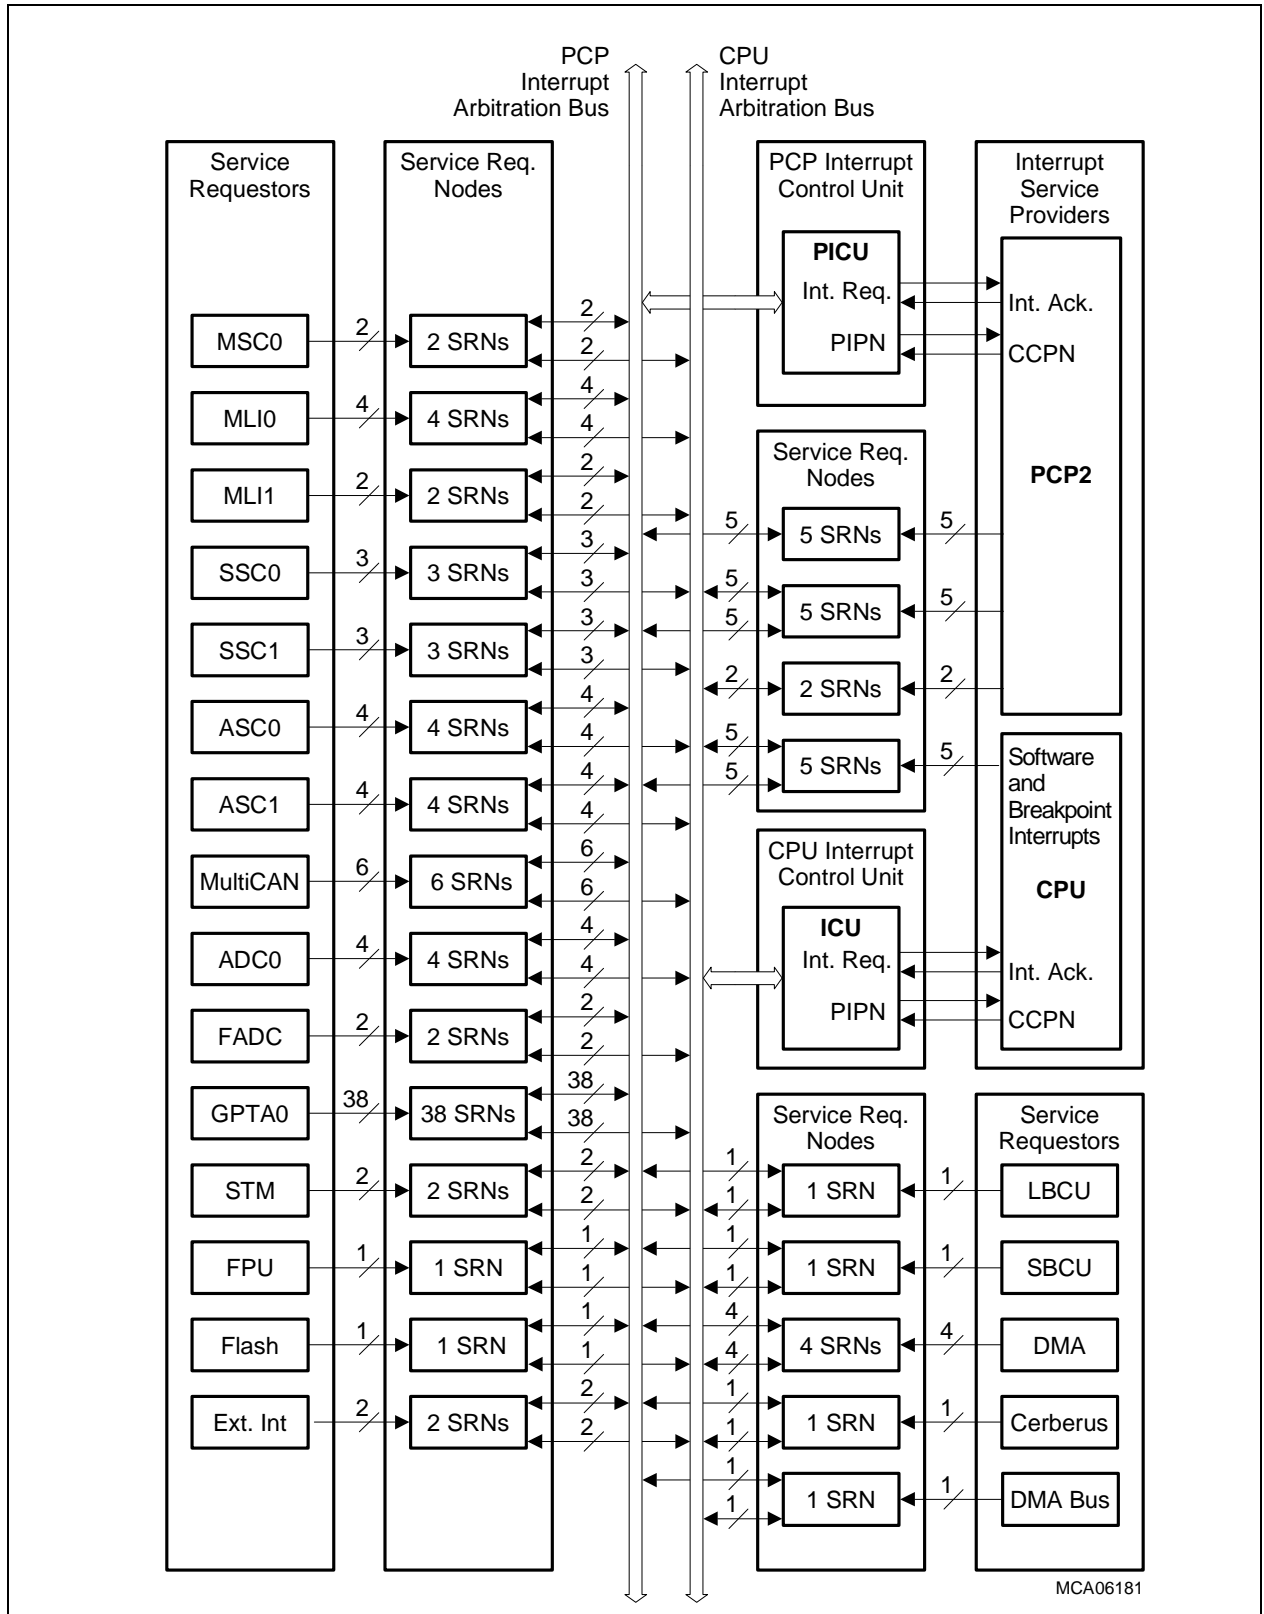 PCP
Interrupt
Arbitration Bus
CPU
Interrupt
Arbitration Bus
Service
Requestors
Service Req.
Nodes
MSC0
2
2 SRNs
2
2
MLI0
4
4 SRNs
4
4
MLI1
2
2 SRNs
2
2
SSC0
3
3 SRNs
3
3
SSC1
3
3 SRNs
3
3
ASC0
4
4 SRNs
4
4
ASC1
4
4 SRNs
4
4
MultiCAN
6
6 SRNs
6
6
ADC0
4
4 SRNs
4
4
FADC
2
2 SRNs
2
2
GPTA0
38
38 SRNs
38
38
STM
2
2 SRNs
2
2
FPU
1
1 SRN
1
1
Flash
1
1 SRN
1
1
Ext. Int
2
2 SRNs
2
2
PCP Interrupt
Control Unit
PICU
Int. Req.
PIPN
Interrupt
Service
Providers
Int. Ack.
CCPN
PCP2
Service Req.
Nodes
5
5 SRNs
5
5
5
5 SRNs
5
2
2 SRNs
2
5
5
5 SRNs
5
Software
and
Breakpoint
Interrupts
CPU
CPU Interrupt
Control Unit
ICU
Int. Req.
PIPN
Int. Ack.
CCPN
Service Req.
Nodes
Service
Requestors
1
1
1 SRN
1
LBCU
1
1
1 SRN
1
SBCU
4
4
4 SRNs
4
DMA
1
1
1 SRN
1
Cerberus
1
1
1 SRN
1
DMA Bus
MCA06181